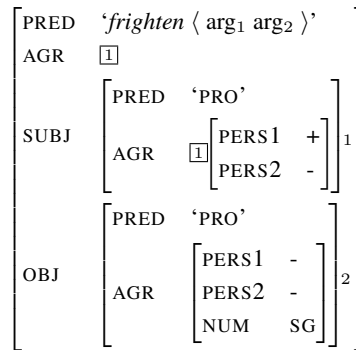 PRED ‘frighten ⟨ arg₁ arg₂ ⟩’
AGR 1
SUBJ
PRED ‘PRO’
AGR 1
PERS1 +
PERS2 -
1
OBJ
PRED ‘PRO’
AGR
PERS1 -
PERS2 -
NUM SG
2